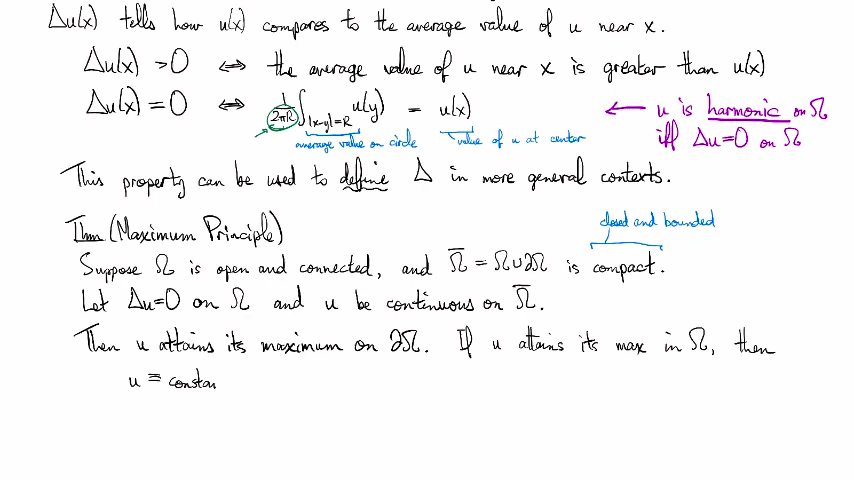 Δu(x) tells how u(x) compares to the average value of u near x.
Δu(x) > 0 ⇔ the average value of u near x is greater than u(x)
Δu(x) = 0 ⇔ 1/2πR ∫|x-y|=R u(y) = u(x) ← u is harmonic on Ω
average value on circle value of u at center iff Δu=0 on Ω
This property can be used to define Δ in more general contexts.
Thm (Maximum Principle) closed and bounded
Suppose Ω is open and connected, and Ω̅ = Ω∪∂Ω is compact.
Let Δu=0 on Ω and u be continuous on Ω̅.
Then u attains its maximum on ∂Ω. If u attains its max in Ω, then
u ≡ constan